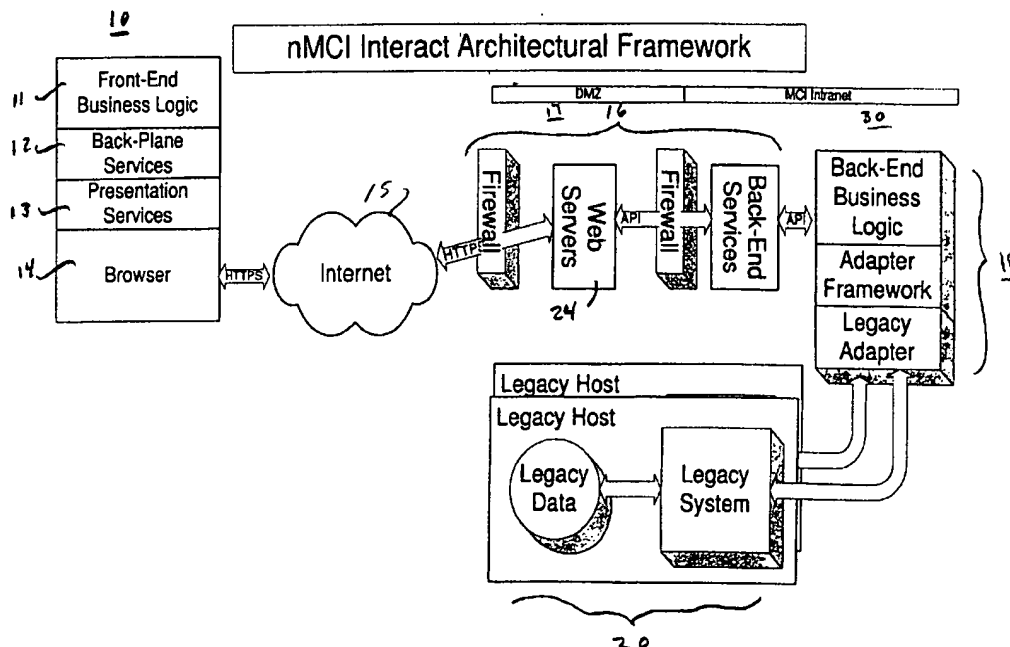 10
nMCI Interact Architectural Framework
11
Front-End
Business Logic
12
Back-Plane
Services
13
Presentation
Services
14
Browser
HTTPS
15
Internet
HTTPS
DMZ
MCI Intranet
17
16
30
Firewall
Web
Servers
24
API
Firewall
Back-End
Services
API
Back-End
Business
Logic
Adapter
Framework
Legacy
Adapter
Legacy Host
Legacy Host
Legacy
Data
Legacy
System